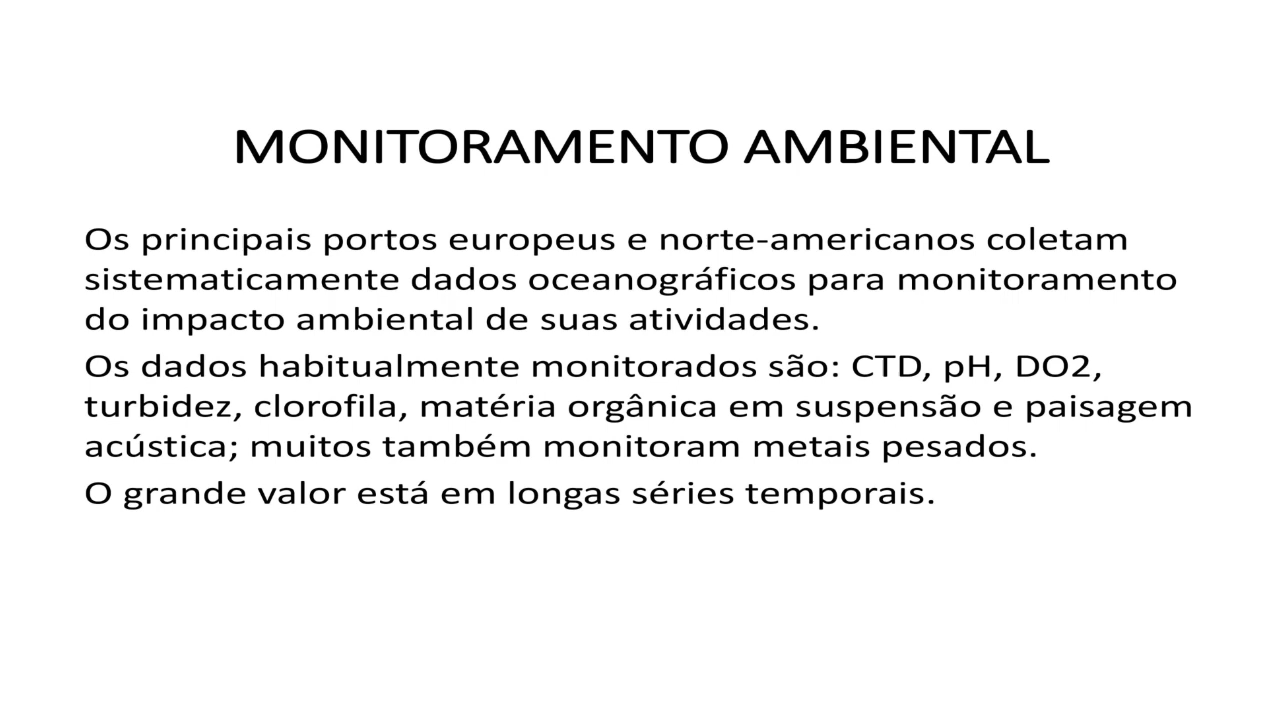 MONITORAMENTO AMBIENTAL
Os principais portos europeus e norte-americanos coletam
sistematicamente dados oceanográficos para monitoramento
do impacto ambiental de suas atividades.
Os dados habitualmente monitorados são: CTD, pH, DO2,
turbidez, clorofila, matéria orgânica em suspensão e paisagem
acústica; muitos também monitoram metais pesados.
O grande valor está em longas séries temporais.